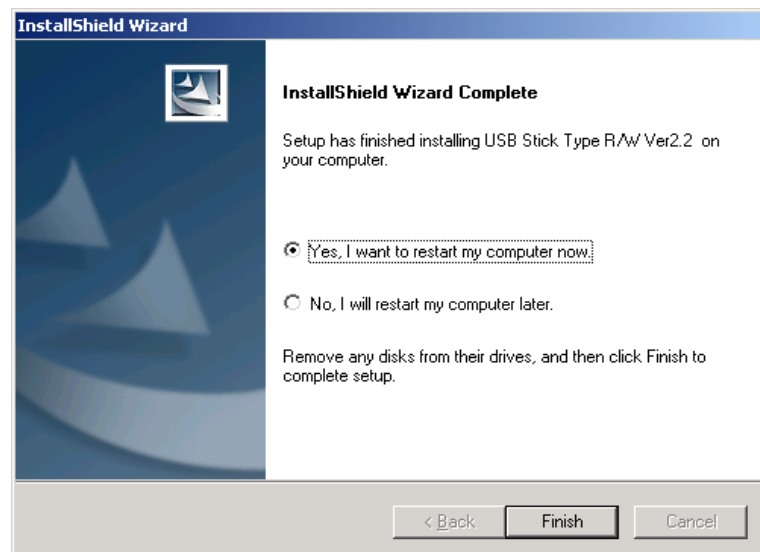 InstallShield Wizard
InstallShield Wizard Complete
Setup has finished installing USB Stick Type R/W Ver2.2 on
your computer.
Yes, I want to restart my computer now.
No, I will restart my computer later.
Remove any disks from their drives, and then click Finish to
complete setup.
< Back
Finish
Cancel